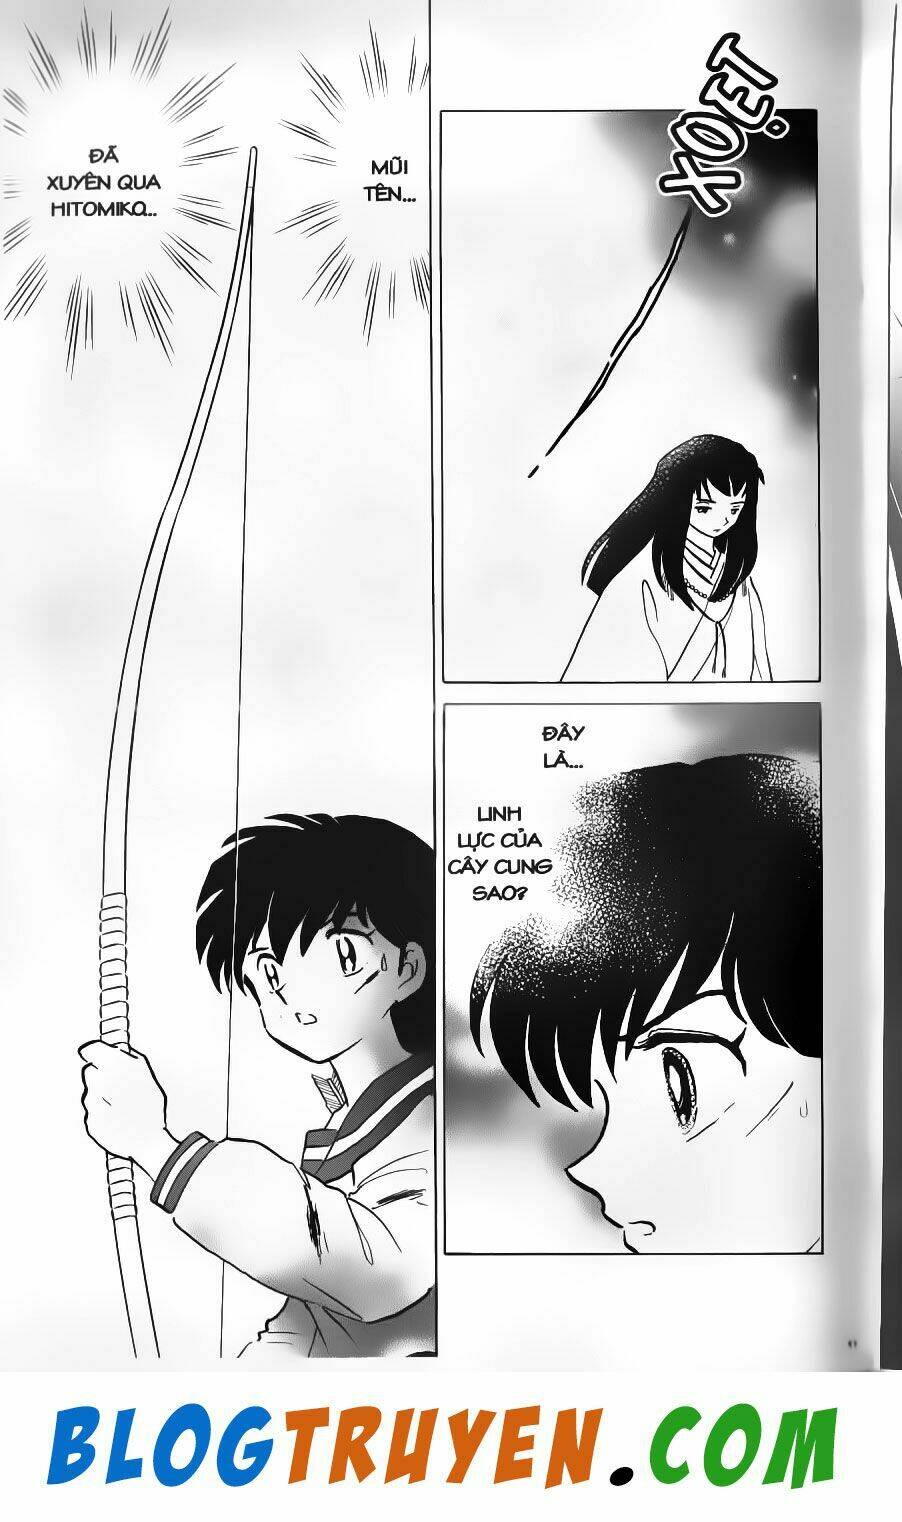 XOẸT
MŨI
TÊN...
ĐÃ
XUYÊN QUA
HITOMIKO...
ĐÂY
LÀ...
LINH
LỰC CỦA
CÂY CUNG
SAO?
BLOGTRUYEN.COM